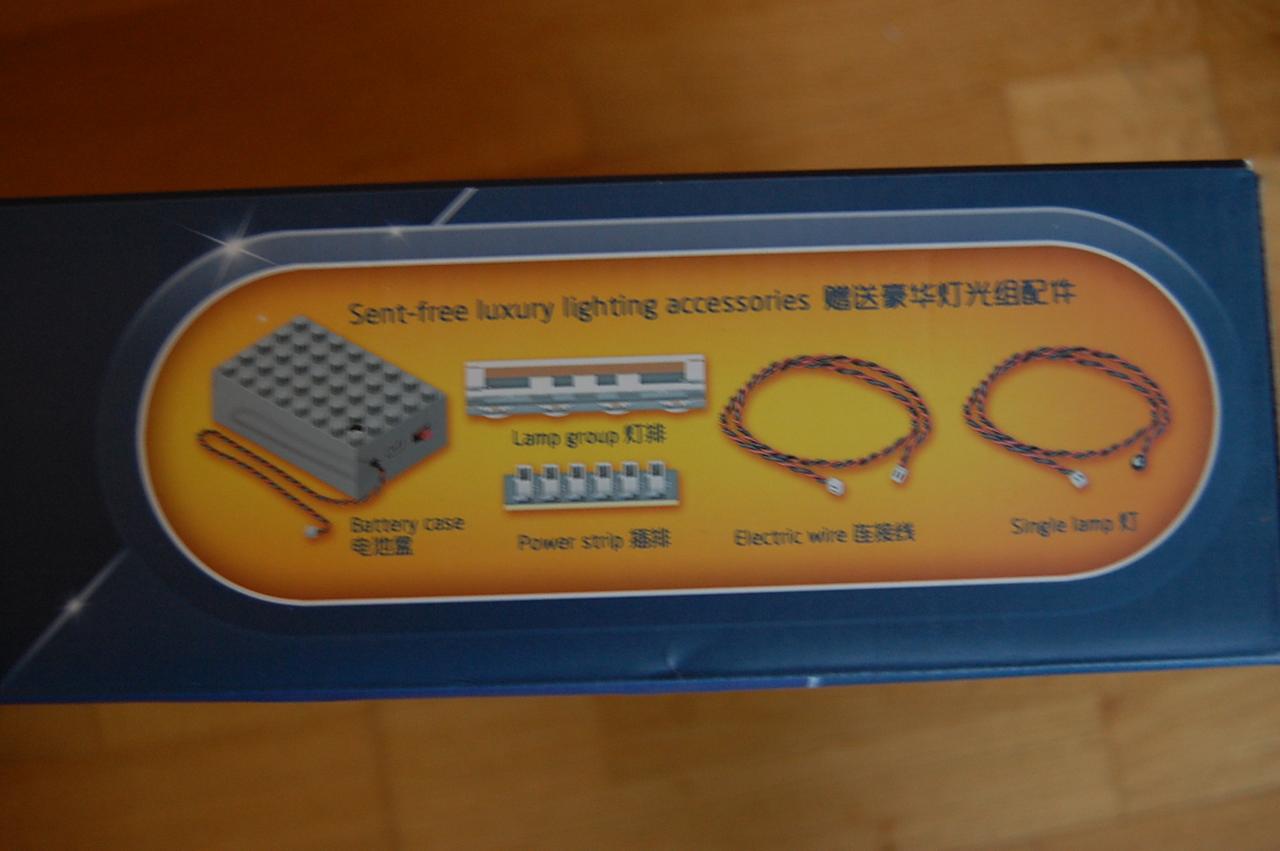 Sent-free luxury lighting accessories 赠送豪华灯光组配件
Lamp group 灯排
Battery case
电池盒
Power strip 插排
Electric wire 连接线
Single lamp 灯